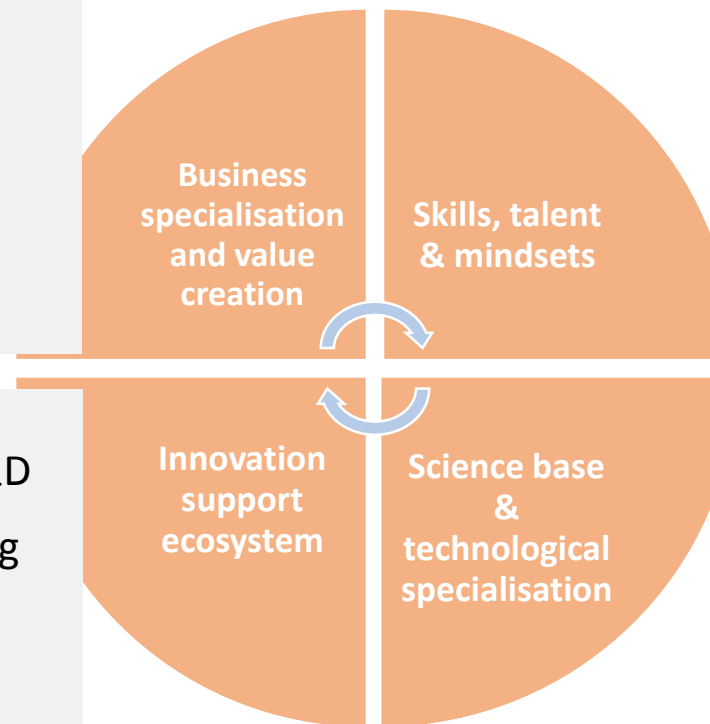 Business
specialisation
and value
creation
Skills, talent
& mindsets
Innovation
support
ecosystem
Science base
&
technological
specialisation